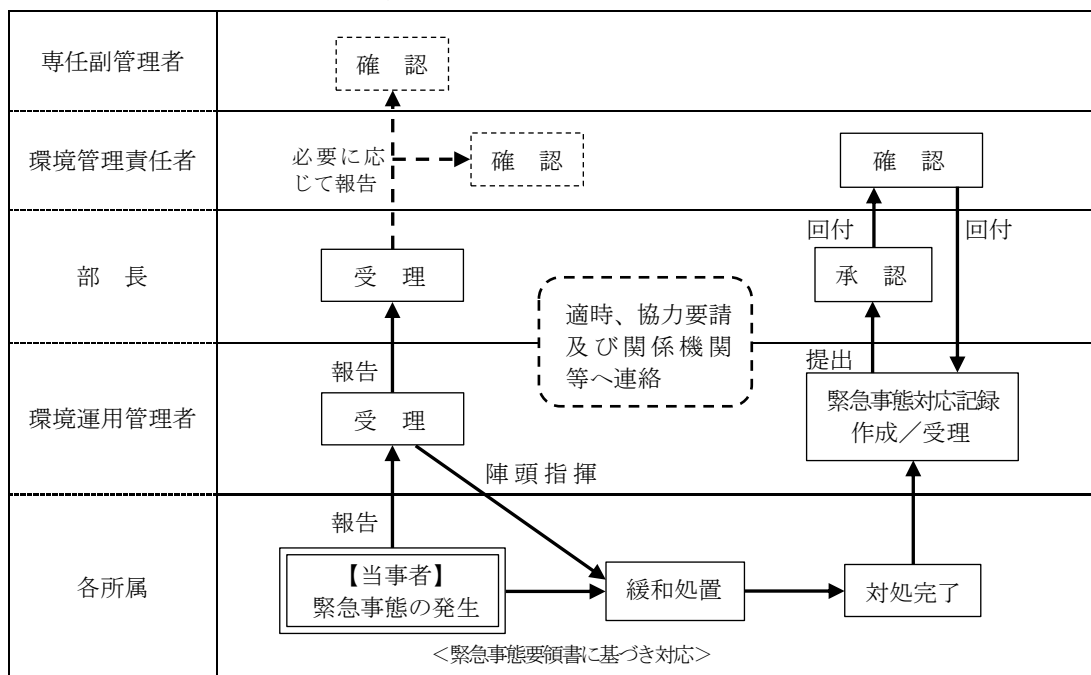 専任副管理者
確　認
環境管理責任者
必要に応
じて報告
確　認
確　認
回付
回付
部　長
受　理
承　認
適時、協力要請
及び関係機関
等へ連絡
報告
提出
環境運用管理者
受　理
緊急事態対応記録
作成／受理
陣頭指揮
報告
各所属
【当事者】
緊急事態の発生
緩和処置
対処完了
＜緊急事態要領書に基づき対応＞